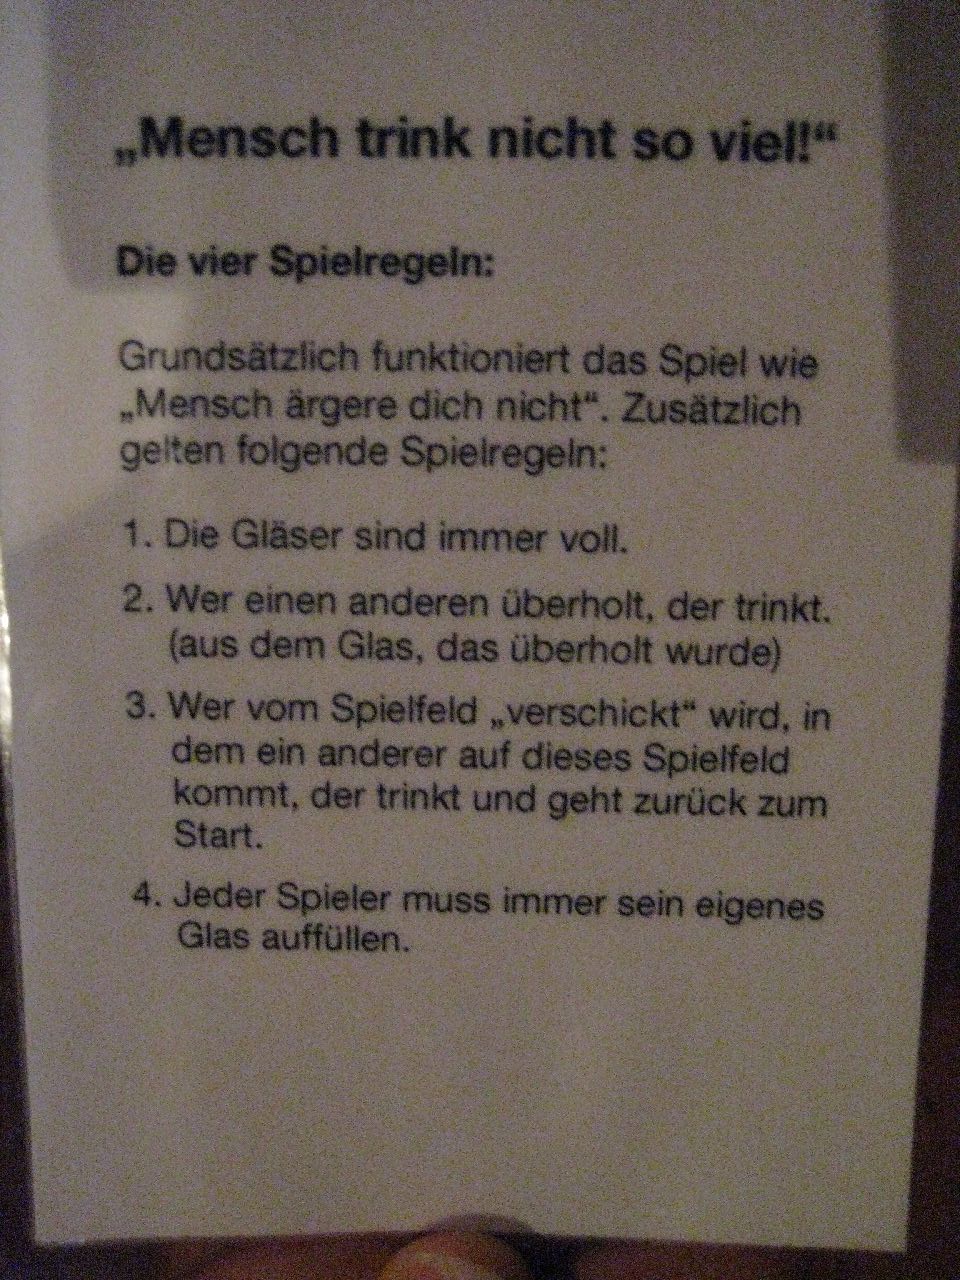 „Mensch trink nicht so viel!“
Die vier Spielregeln:
Grundsätzlich funktioniert das Spiel wie
„Mensch ärgere dich nicht“. Zusätzlich
gelten folgende Spielregeln:
1. Die Gläser sind immer voll.
2. Wer einen anderen überholt, der trinkt.
(aus dem Glas, das überholt wurde)
3. Wer vom Spielfeld „verschickt“ wird, in
dem ein anderer auf dieses Spielfeld
kommt, der trinkt und geht zurück zum
Start.
4. Jeder Spieler muss immer sein eigenes
Glas auffüllen.